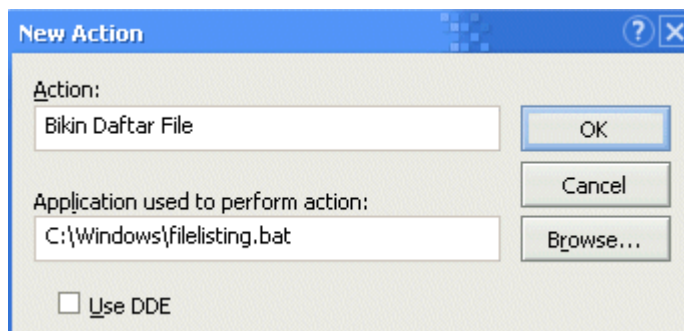 New Action
Action:
Bikin Daftar File
OK
Cancel
Application used to perform action:
C:\Windows\filelisting.bat
Browse...
Use DDE